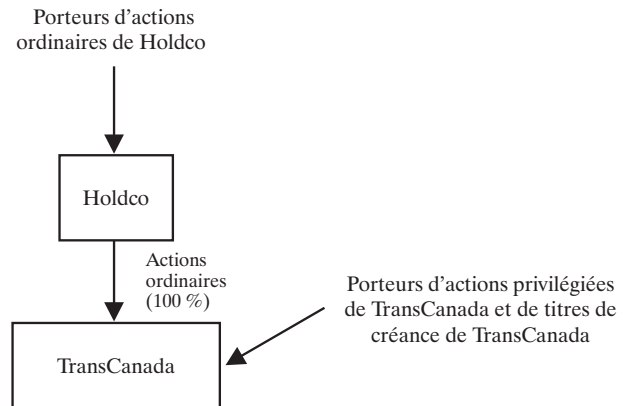 Porteurs d'actions
ordinaires de Holdco
Holdco
Actions
ordinaires
(100 %)
Porteurs d'actions privilégiées
de TransCanada et de titres de
créance de TransCanada
TransCanada